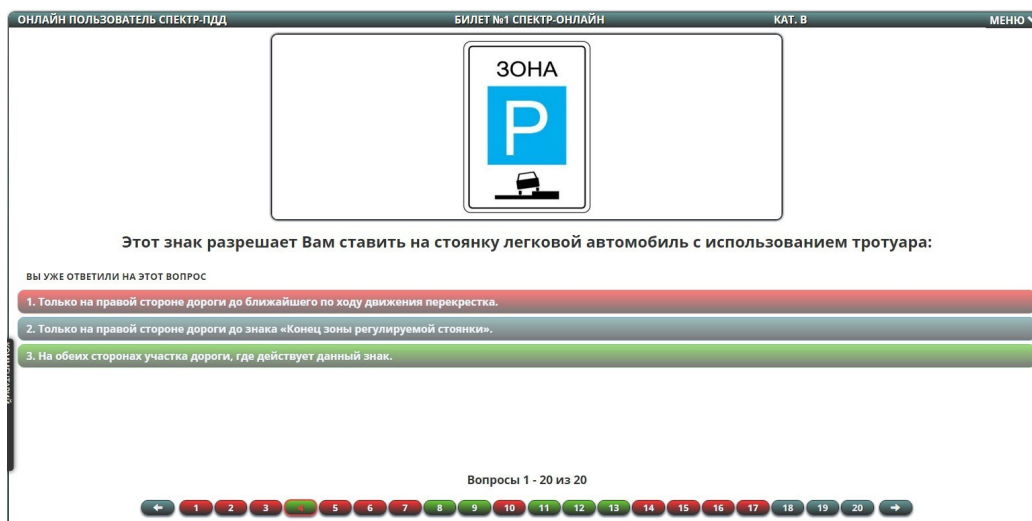 ОНЛАЙН ПОЛЬЗОВАТЕЛЬ СПЕКТР-ПДД БИЛЕТ №1 СПЕКТР-ОНЛАЙН КАТ. B МЕНЮ
ЗОНА
P
Этот знак разрешает Вам ставить на стоянку легковой автомобиль с использованием тротуара:
ВЫ УЖЕ ОТВЕТИЛИ НА ЭТОТ ВОПРОС
1. Только на правой стороне дороги до ближайшего по ходу движения перекрестка.
2. Только на правой стороне дороги до знака «Конец зоны регулируемой стоянки».
3. На обеих сторонах участка дороги, где действует данный знак.
Вопросы 1 - 20 из 20
1 2 3 4 5 6 7 8 9 10 11 12 13 14 15 16 17 18 19 20